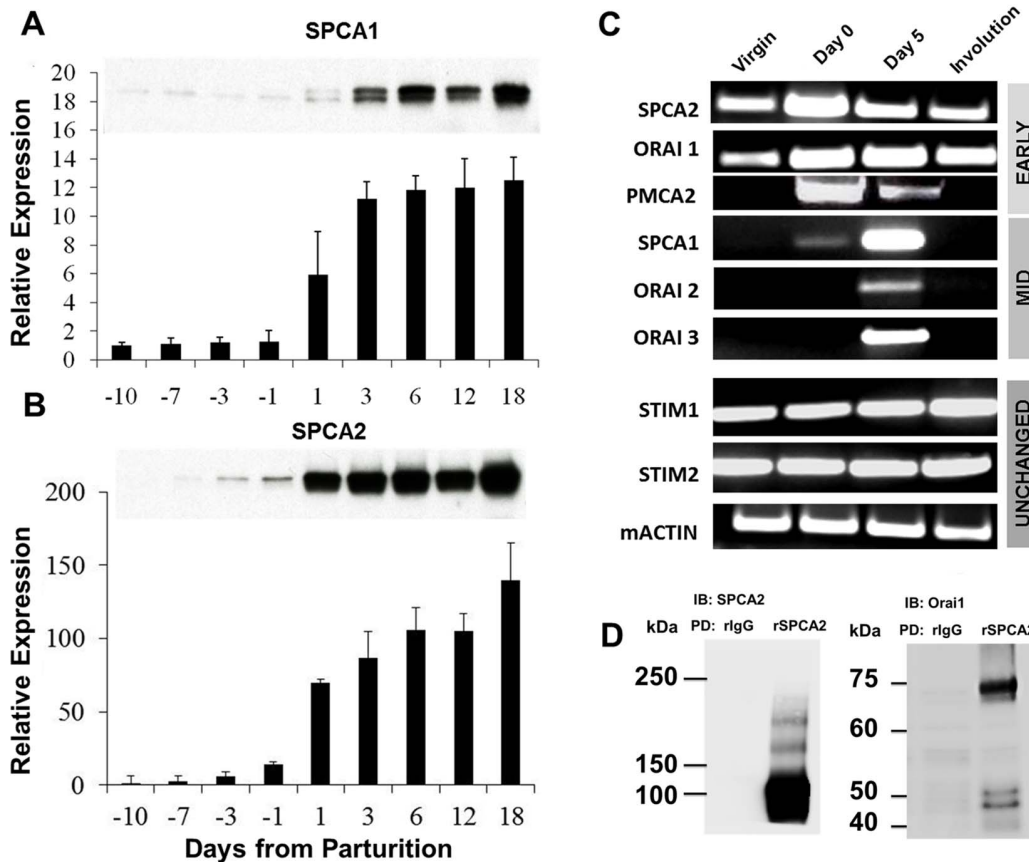 A
SPCA1
Relative Expression
20
18
16
14
12
10
8
6
4
2
0
-10 -7 -3 -1 1 3 6 12 18
B
SPCA2
Relative Expression
200
150
100
50
0
-10 -7 -3 -1 1 3 6 12 18
Days from Parturition
C
Virgin Day 0 Day 5 Involution
SPCA2
ORAI 1
PMCA2
EARLY
SPCA1
ORAI 2
ORAI 3
MID
STIM1
STIM2
mACTIN
UNCHANGED
D
IB: SPCA2
kDa PD: rIgG rSPCA2
250
150
100
IB: Orai1
kDa PD: rIgG rSPCA2
75
60
50
40